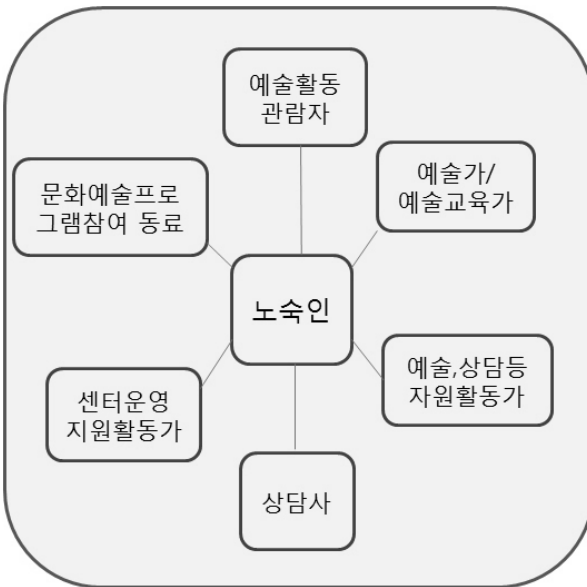 예술활동
관람자
예술가/
예술교육가
문화예술프로
그램참여 동료
노숙인
예술,상담등
자원활동가
센터운영
지원활동가
상담사